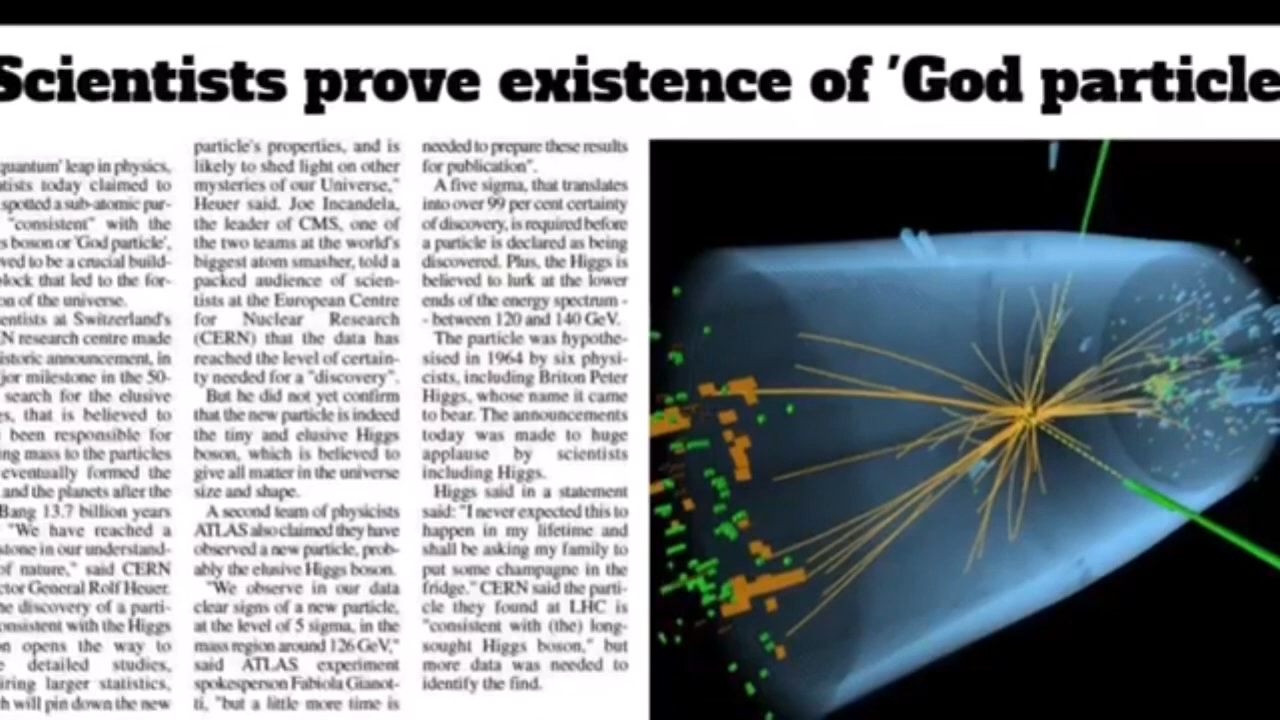 Scientists prove existence of 'God particle
quantum' leap in physics,
tists today claimed to
spotted a sub-atomic par-
"consistent" with the
s boson or 'God particle',
ved to be a crucial build-
lock that led to the for-
on of the universe.
entists at Switzerland's
N research centre made
istoric announcement, in
jor milestone in the 50-
search for the elusive
gs, that is believed to
been responsible for
ing mass to the particles
eventually formed the
and the planets after the
Bang 13.7 billion years
"We have reached a
stone in our understand-
of nature," said CERN
ctor General Rolf Heuer.
he discovery of a parti-
onsistent with the Higgs
n opens the way to
e detailed studies,
iring larger statistics,
h will pin down the new
particle's properties, and is
likely to shed light on other
mysteries of our Universe,"
Heuer said. Joe Incandela,
the leader of CMS, one of
the two teams at the world's
biggest atom smasher, told a
packed audience of scien-
tists at the European Centre
for Nuclear Research
(CERN) that the data has
reached the level of certain-
ty needed for a "discovery".
But he did not yet confirm
that the new particle is indeed
the tiny and elusive Higgs
boson, which is believed to
give all matter in the universe
size and shape.
A second team of physicists
ATLAS also claimed they have
observed a new particle, prob-
ably the elusive Higgs boson.
"We observe in our data
clear signs of a new particle,
at the level of 5 sigma, in the
mass region around 126 GeV,"
said ATLAS experiment
spokesperson Fabiola Gianot-
ti, "but a little more time is
needed to prepare these results
for publication".
A five sigma, that translates
into over 99 per cent certainty
of discovery, is required before
a particle is declared as being
discovered. Plus, the Higgs is
believed to lurk at the lower
ends of the energy spectrum -
- between 120 and 140 GeV.
The particle was hypothe-
sised in 1964 by six physi-
cists, including Briton Peter
Higgs, whose name it came
to bear. The announcements
today was made to huge
applause by scientists
including Higgs.
Higgs said in a statement
said: "I never expected this to
happen in my lifetime and
shall be asking my family to
put some champagne in the
fridge." CERN said the parti-
cle they found at LHC is
"consistent with (the) long-
sought Higgs boson," but
more data was needed to
identify the find.